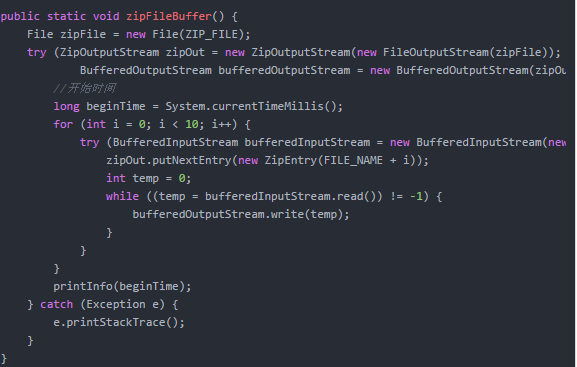 public static void zipFileBuffer() {
    File zipFile = new File(ZIP_FILE);
    try (ZipOutputStream zipOut = new ZipOutputStream(new FileOutputStream(zipFile));
            BufferedOutputStream bufferedOutputStream = new BufferedOutputStream(zipOu
        //开始时间
        long beginTime = System.currentTimeMillis();
        for (int i = 0; i < 10; i++) {
            try (BufferedInputStream bufferedInputStream = new BufferedInputStream(new
                zipOut.putNextEntry(new ZipEntry(FILE_NAME + i));
                int temp = 0;
                while ((temp = bufferedInputStream.read()) != -1) {
                    bufferedOutputStream.write(temp);
                }
            }
        }
        printInfo(beginTime);
    } catch (Exception e) {
        e.printStackTrace();
    }
}